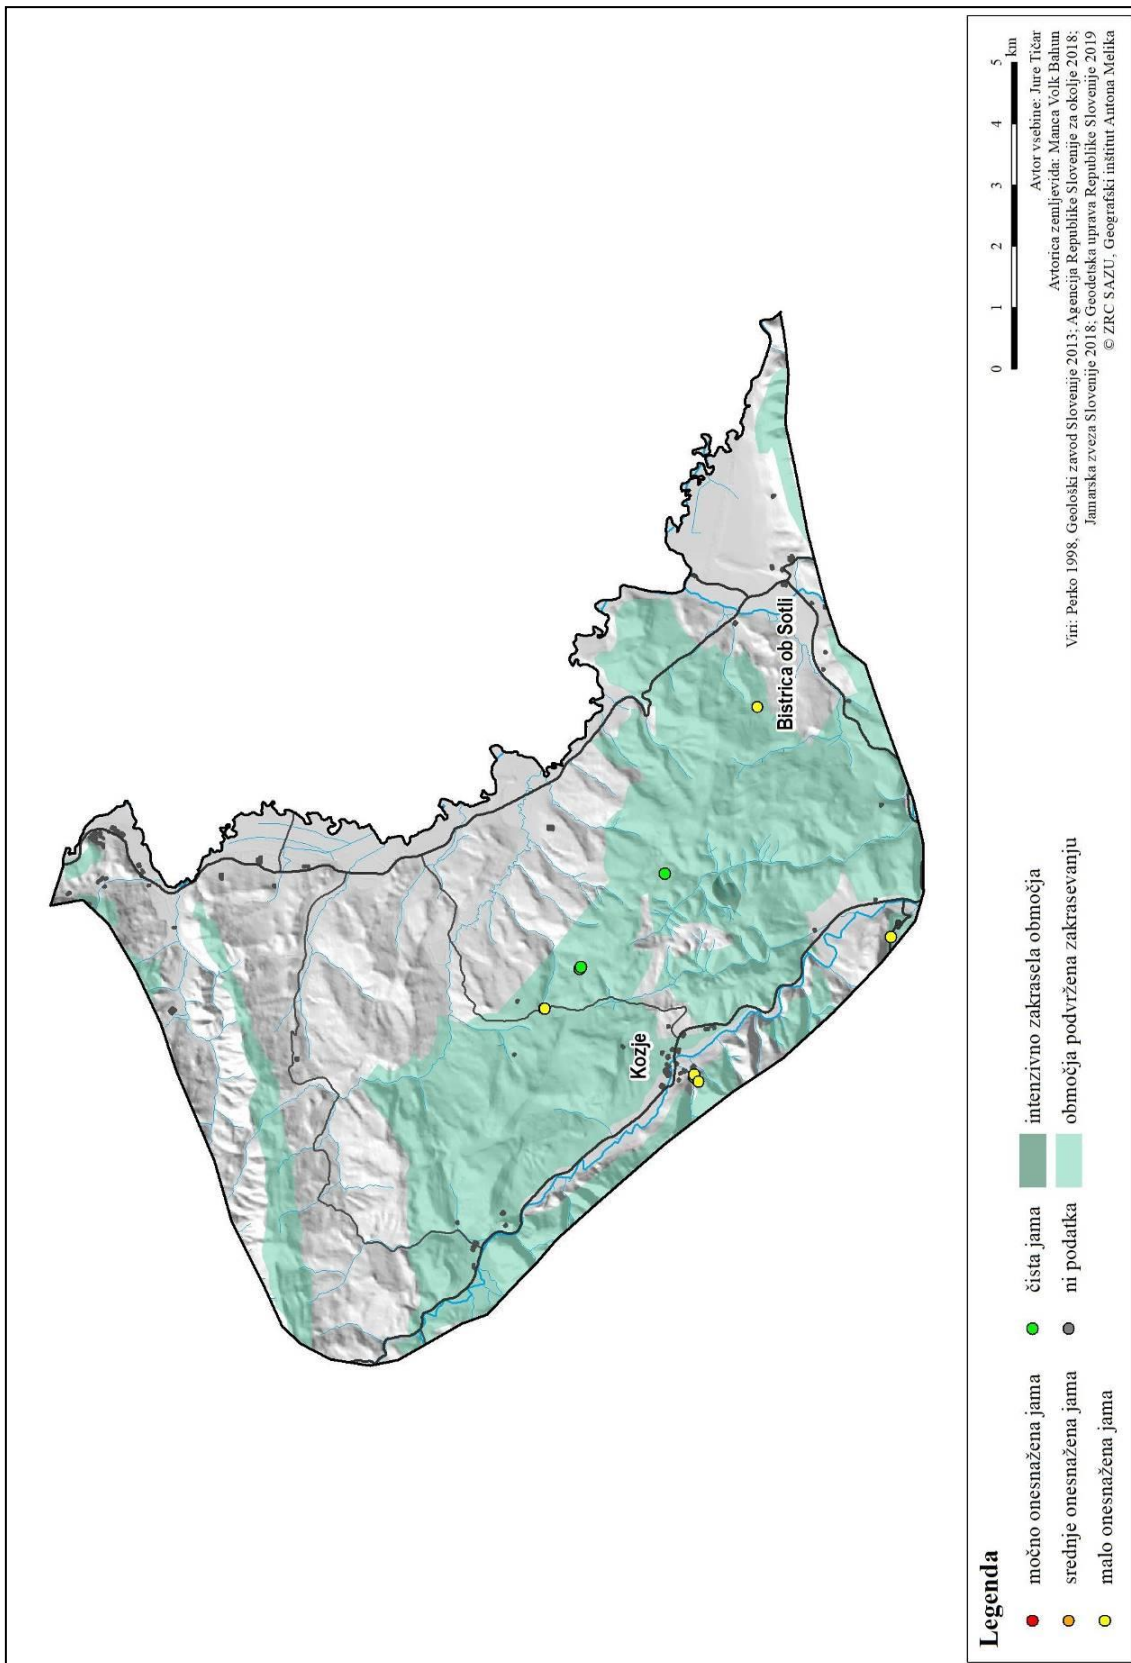 Kozje
Bistrica ob Sotli
Legenda
močno onesnažena jama
srednje onesnažena jama
malo onesnažena jama
čista jama
ni podatka
intenzivno zakrasela območja
območja podvržena zakrasevanju
0 1 2 3 4 5
km
Avtor vsebine: Jure Tičar
Avtorica zemljevida: Manca Volk Bahun
Viri: Perko 1998, Geološki zavod Slovenije 2013; Agencija Republike Slovenije za okolje 2018;
Jamarska zveza Slovenije 2018; Geodetska uprava Republike Slovenije 2019
© ZRC SAZU, Geografski inštitut Antona Melika